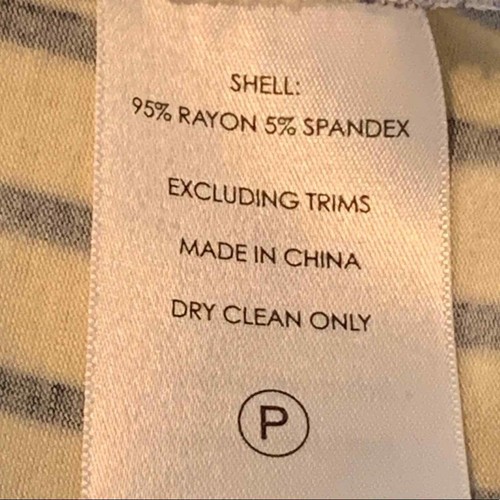 SHELL:
95% RAYON 5% SPANDEX
EXCLUDING TRIMS
MADE IN CHINA
DRY CLEAN ONLY
P